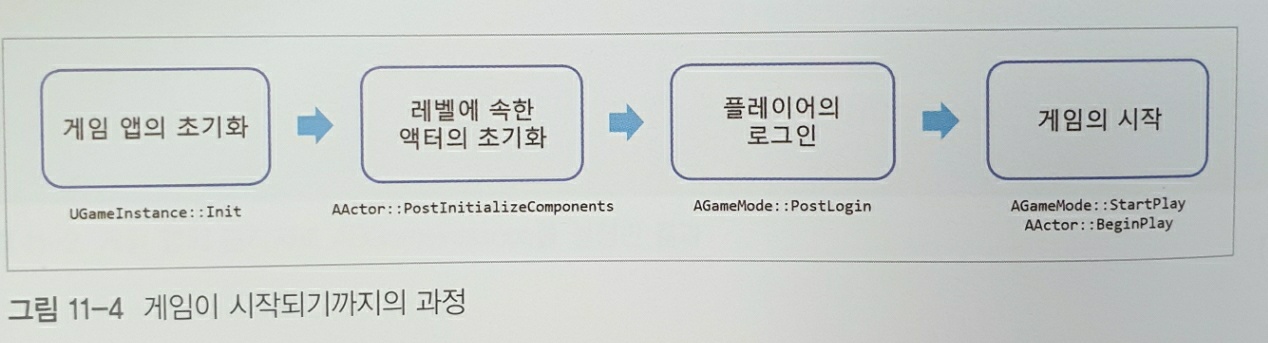 게임 앱의 초기화
레벨에 속한
액터의 초기화
플레이어의
로그인
게임의 시작
UGameInstance::Init
AActor::PostInitializeComponents
AGameMode::PostLogin
AGameMode::StartPlay
AActor::BeginPlay
그림 11-4 게임이 시작되기까지의 과정